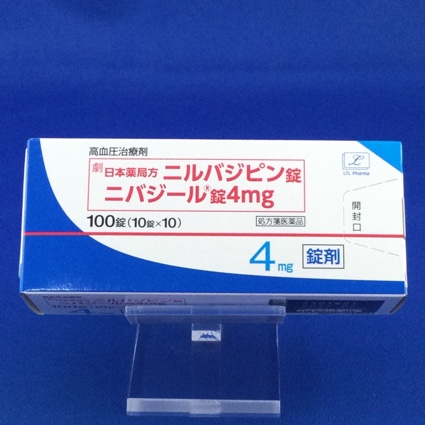 高血圧治療剤
劇 日本薬局方 ニルバジピン錠
ニバジール®錠4mg
100錠(10錠×10)
処方箋医薬品
4mg 錠剤
L
LTL Pharma
開封口